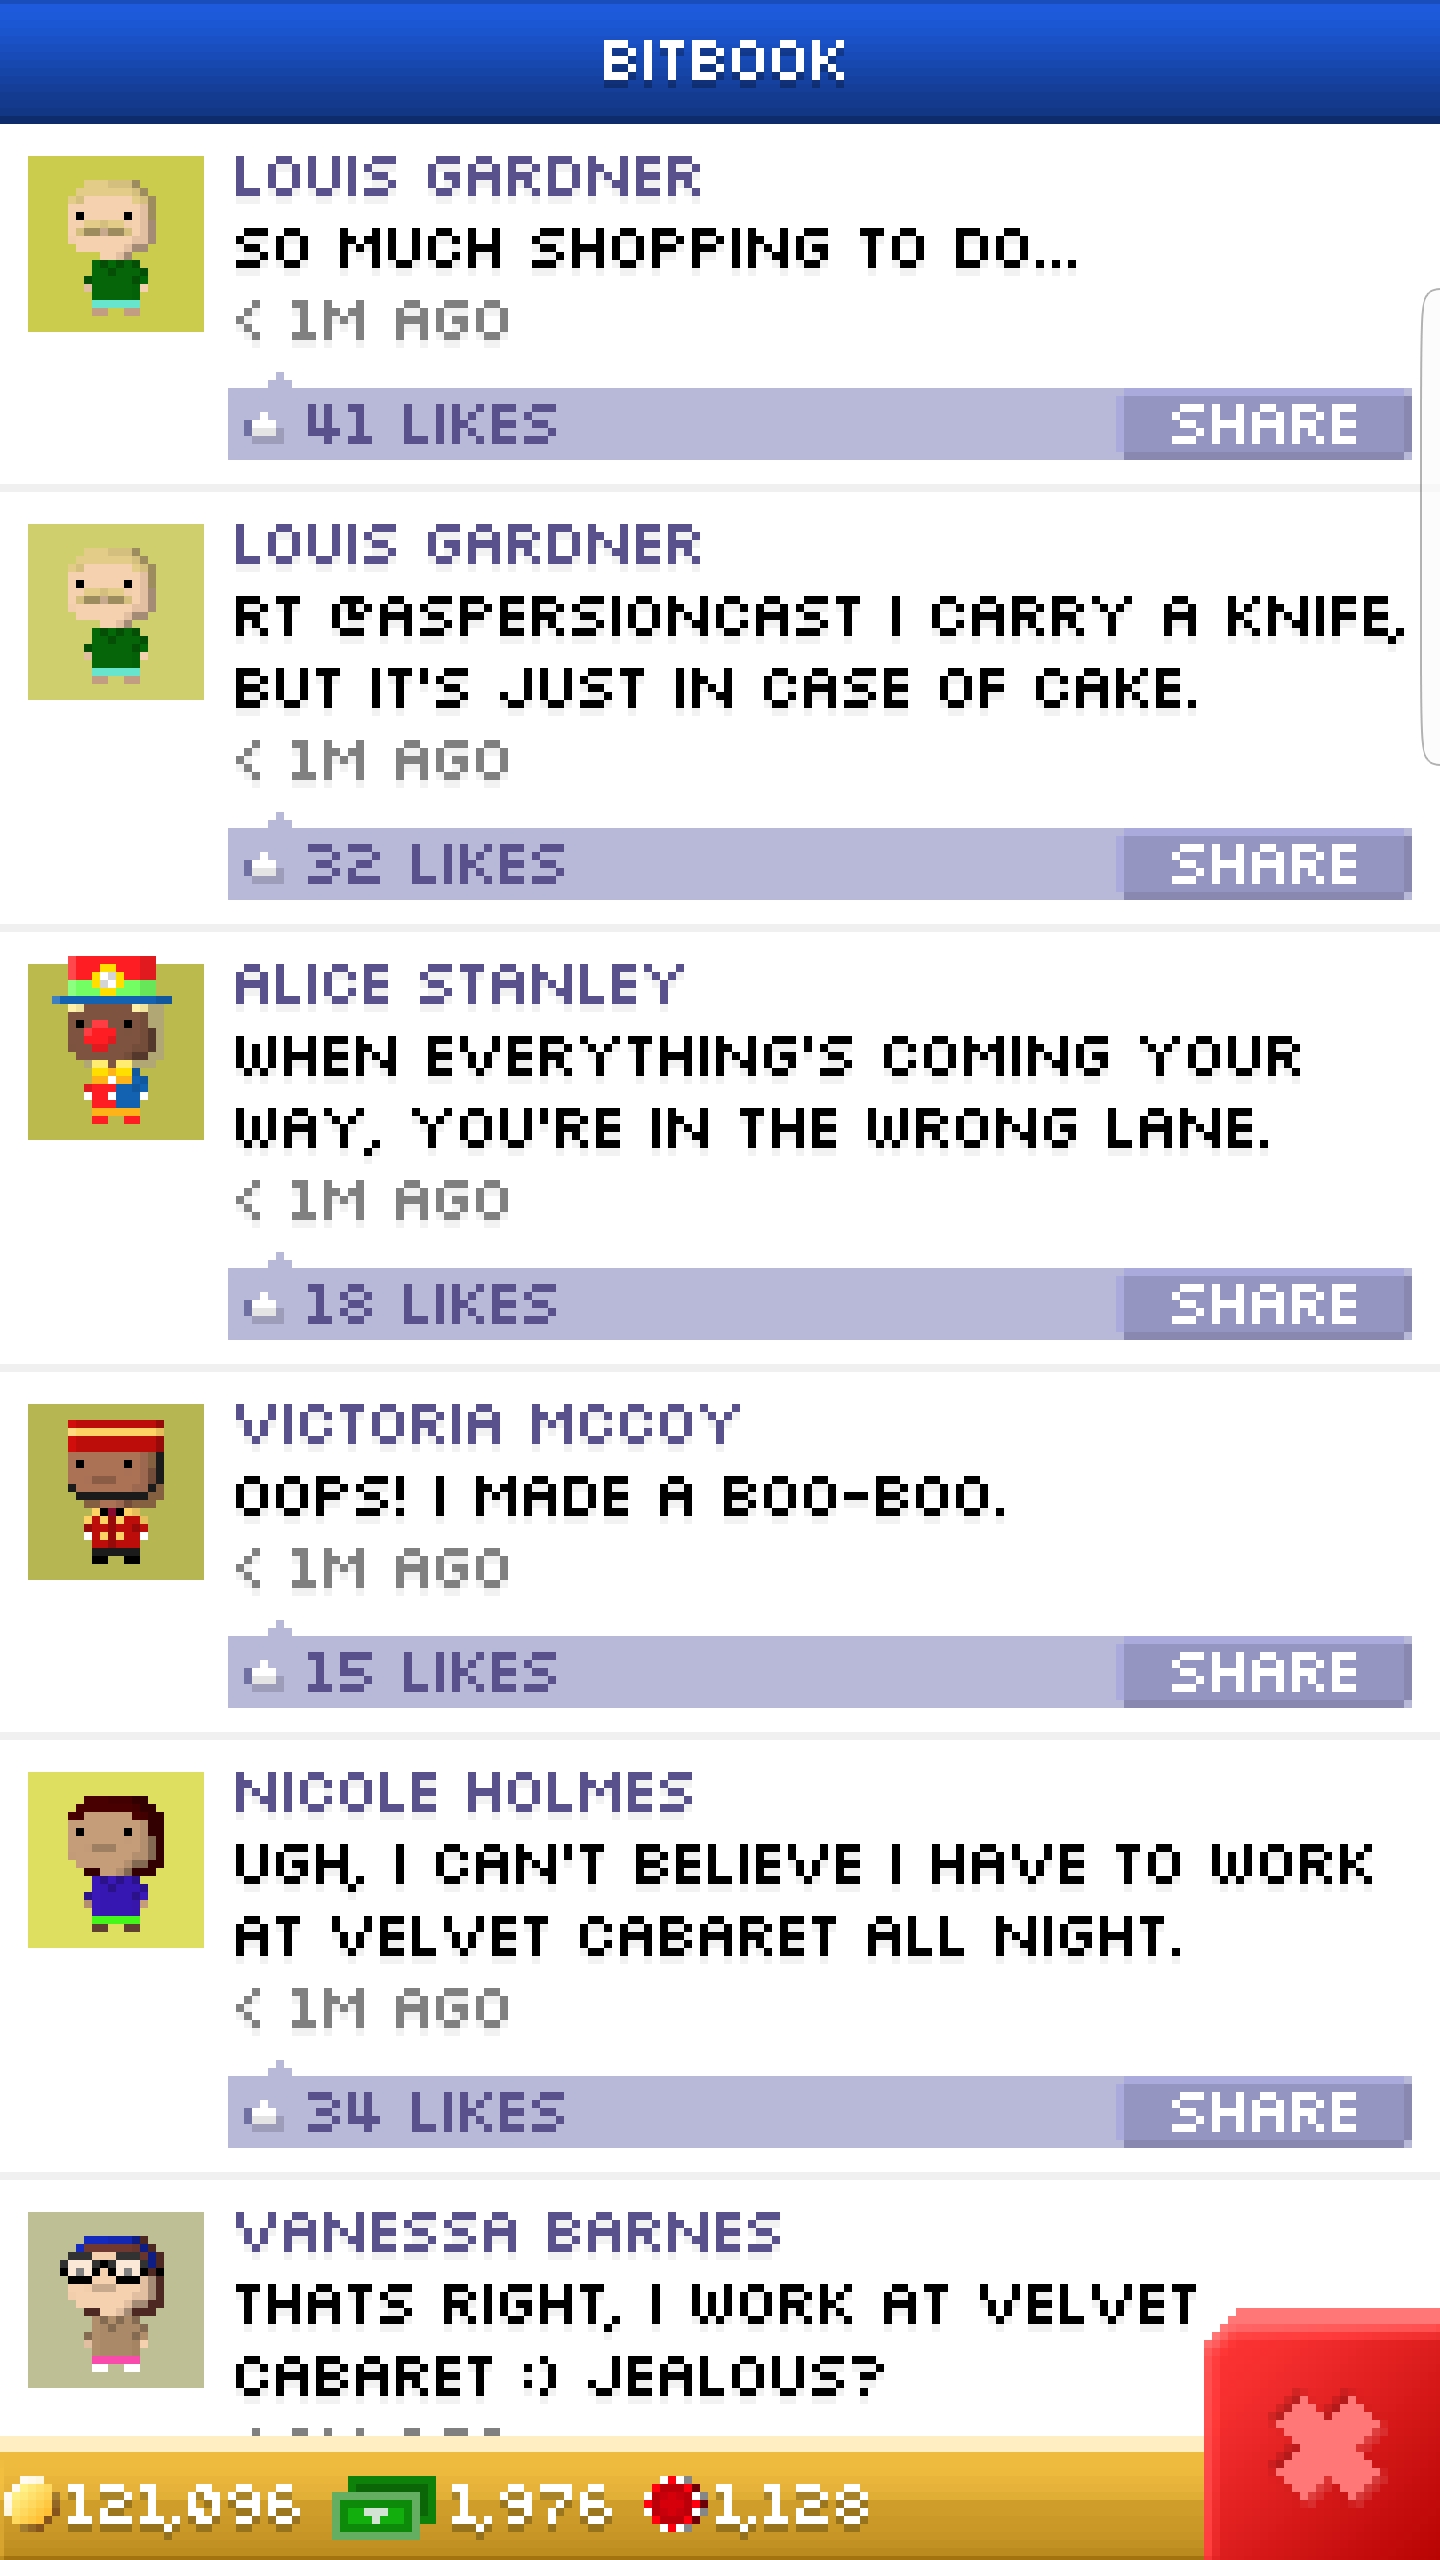 BITBOOK
LOUIS GARDNER
SO MUCH SHOPPING TO DO...
< 1M AGO
41 LIKES
SHARE
LOUIS GARDNER
RT @ASPERSIONCAST I CARRY A KNIFE,
BUT IT'S JUST IN CASE OF CAKE.
< 1M AGO
32 LIKES
SHARE
ALICE STANLEY
WHEN EVERYTHING'S COMING YOUR
WAY, YOU'RE IN THE WRONG LANE.
< 1M AGO
18 LIKES
SHARE
VICTORIA MCCOY
OOPS! I MADE A BOO-BOO.
< 1M AGO
15 LIKES
SHARE
NICOLE HOLMES
UGH, I CAN'T BELIEVE I HAVE TO WORK
AT VELVET CABARET ALL NIGHT.
< 1M AGO
34 LIKES
SHARE
VANESSA BARNES
THATS RIGHT, I WORK AT VELVET
CABARET :) JEALOUS?
121,096 1,976 1,128